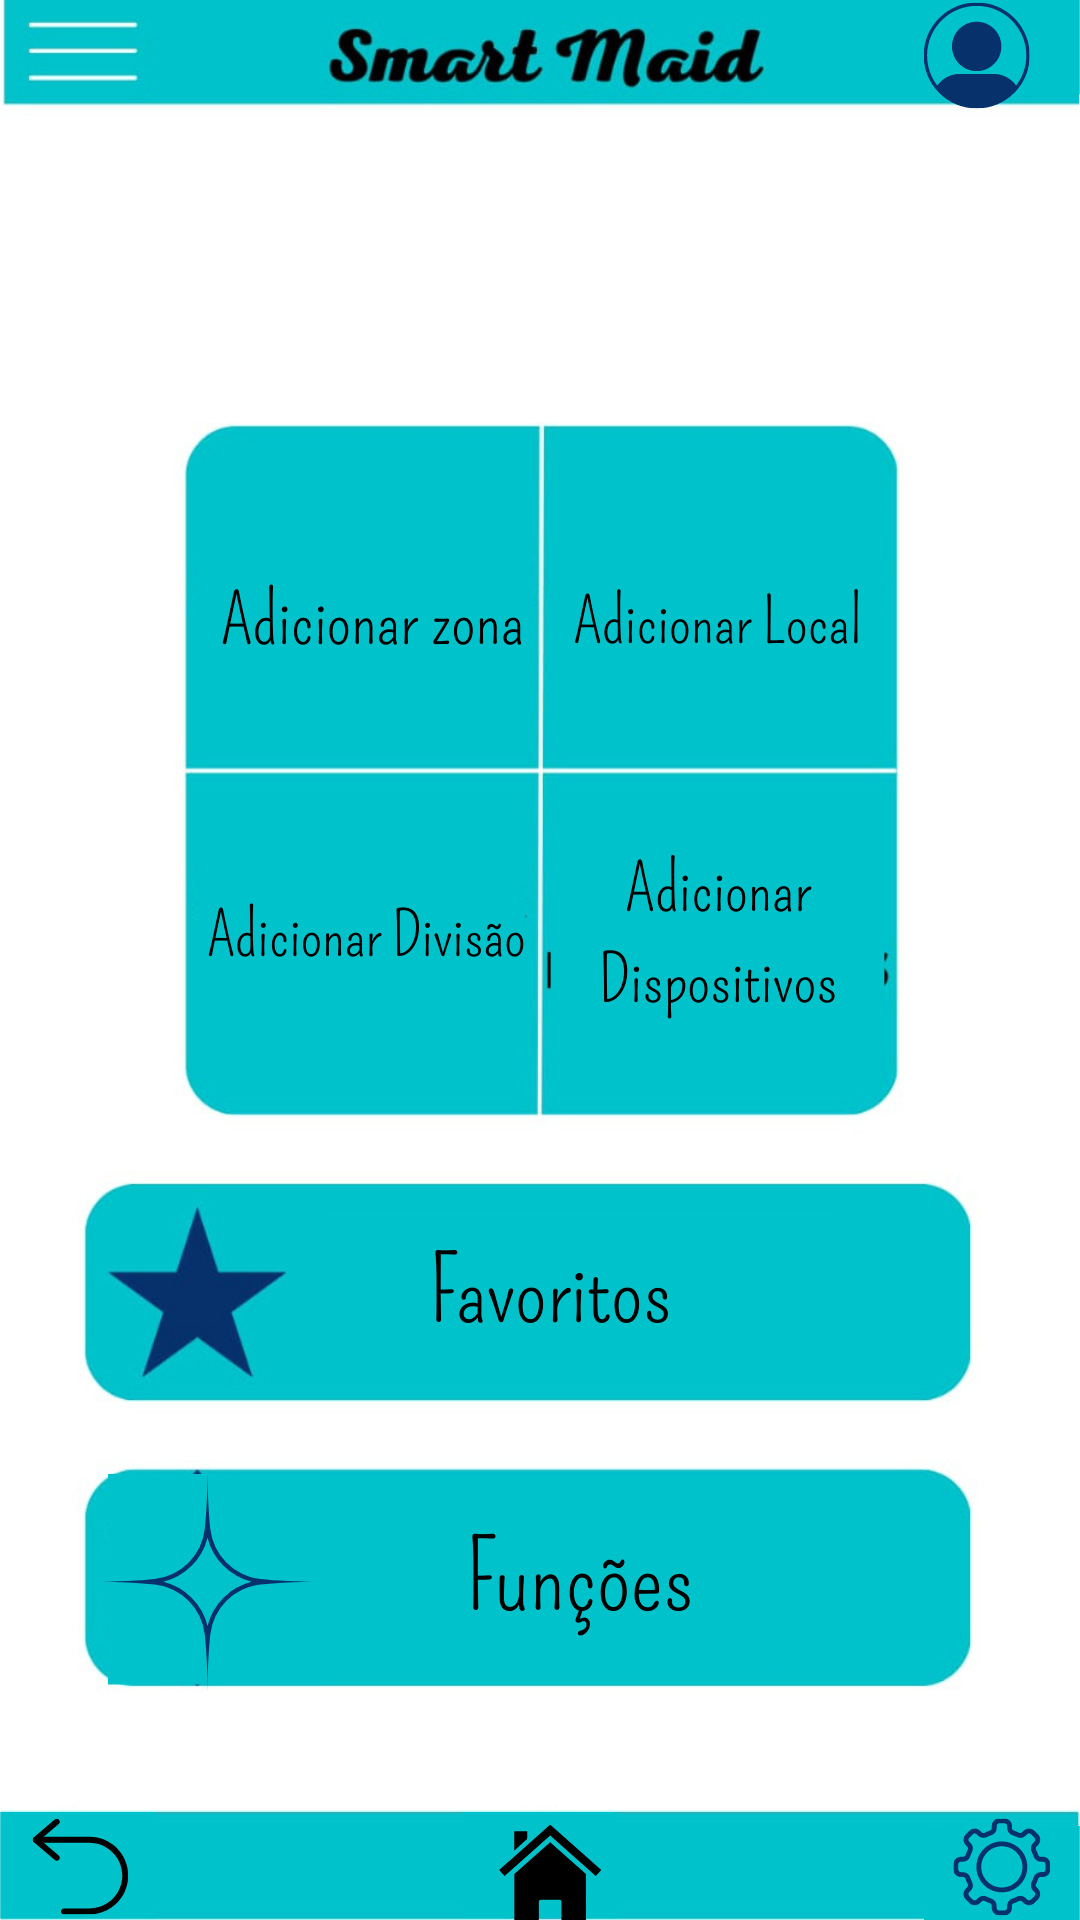 Smart Maid
Adicionar zona
Adicionar Local
Adicionar Divisão
Adicionar
Dispositivos
Favoritos
Funções